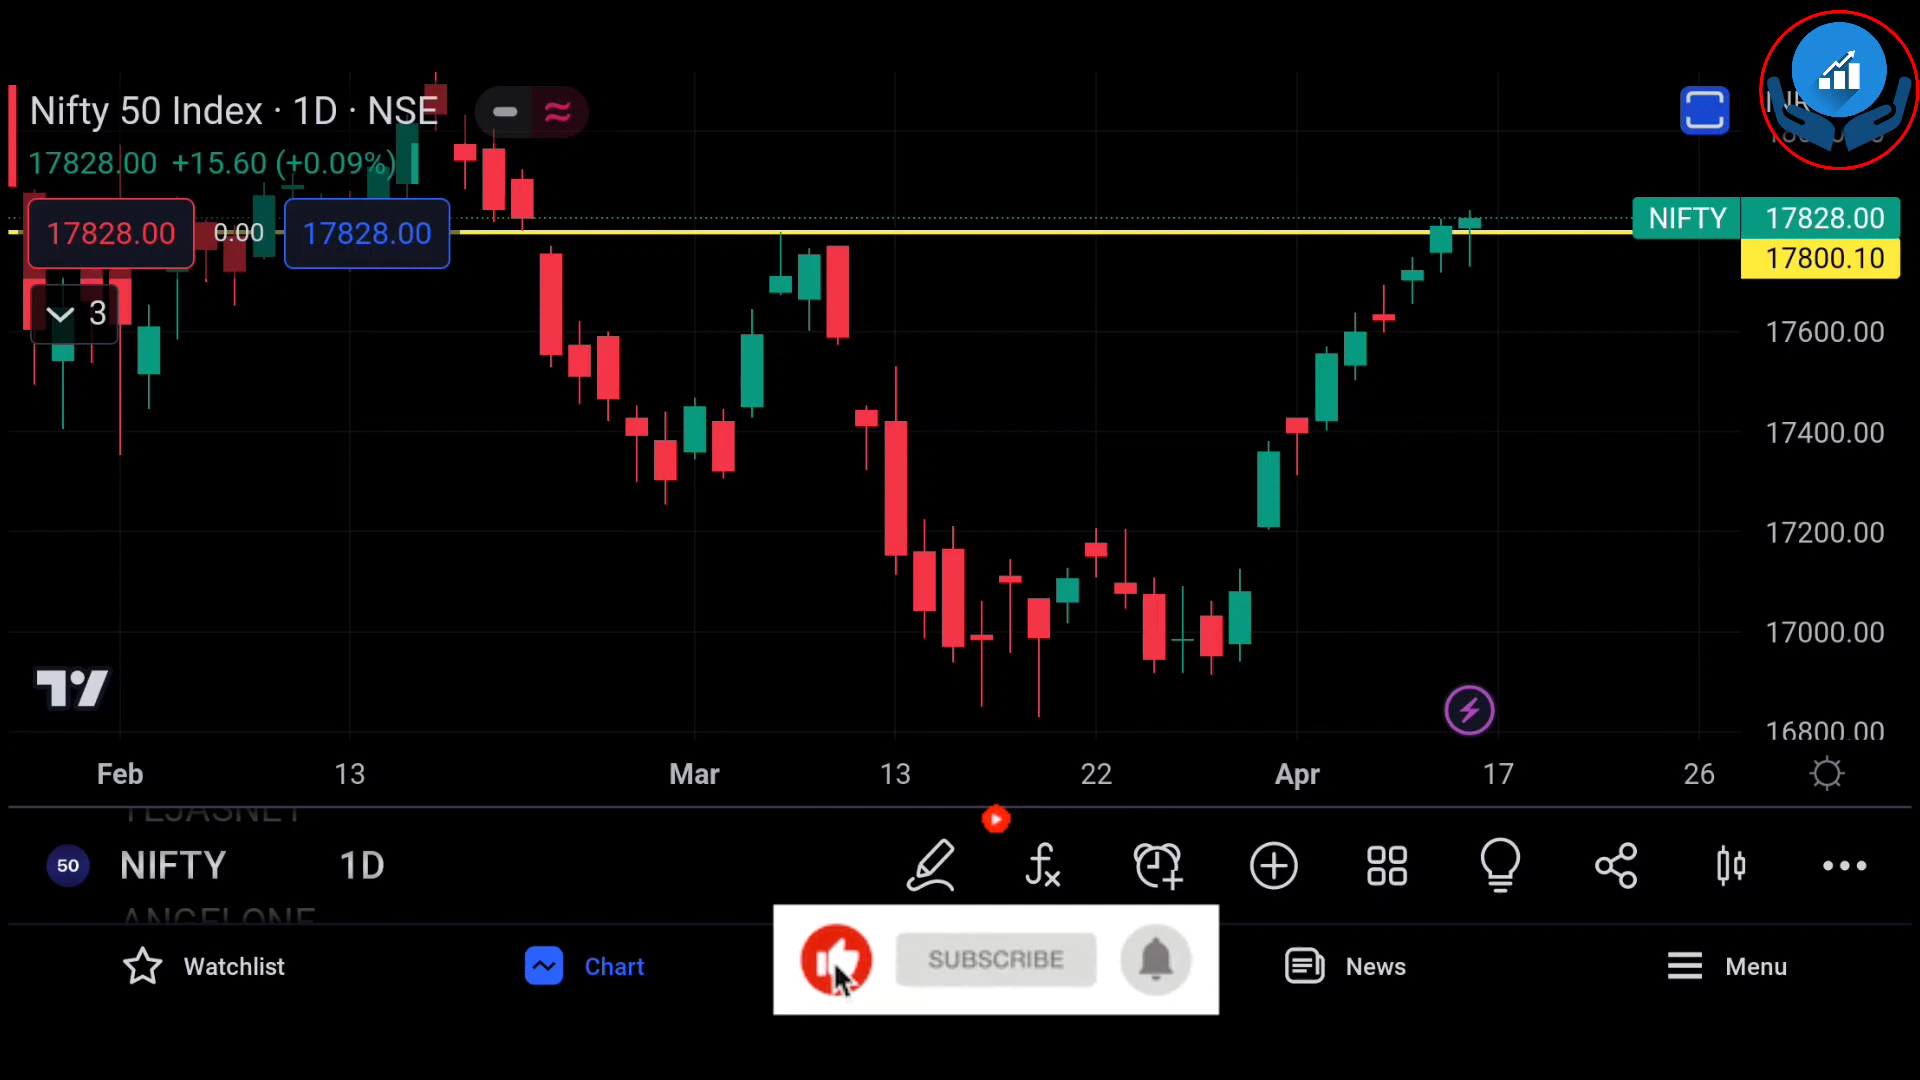 Nifty 50 Index · 1D · NSE
17828.00 +15.60 (+0.09%)
17828.00 0.00 17828.00
3
NIFTY 17828.00
17800.10
17600.00
17400.00
17200.00
17000.00
16800.00
Feb 13 Mar 13 22 Apr 17 26
TEJASNET
50 NIFTY 1D
ANGELONE
Watchlist Chart SUBSCRIBE News Menu